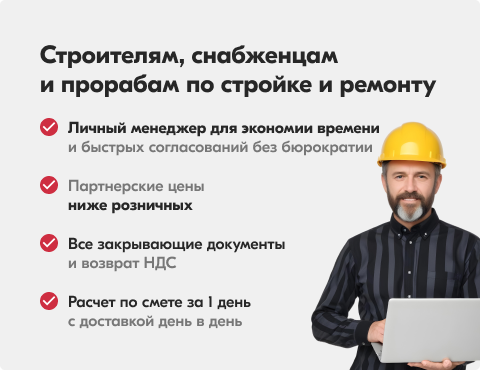 Строителям, снабженцам
и прорабам по стройке и ремонту
Личный менеджер для экономии времени
и быстрых согласований без бюрократии
Партнерские цены
ниже розничных
Все закрывающие документы
и возврат НДС
Расчет по смете за 1 день
с доставкой день в день